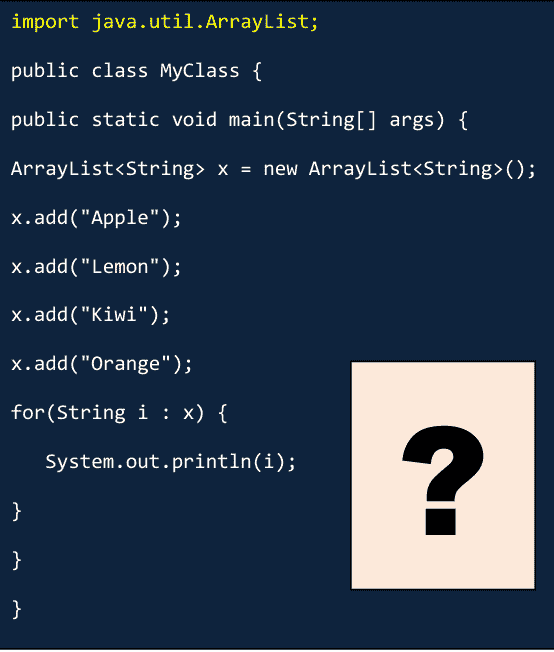 import java.util.ArrayList;
public class MyClass {
public static void main(String[] args) {
ArrayList<String> x = new ArrayList<String>();
x.add("Apple");
x.add("Lemon");
x.add("Kiwi");
x.add("Orange");
for(String i : x) {
System.out.println(i);
}
}
}
?